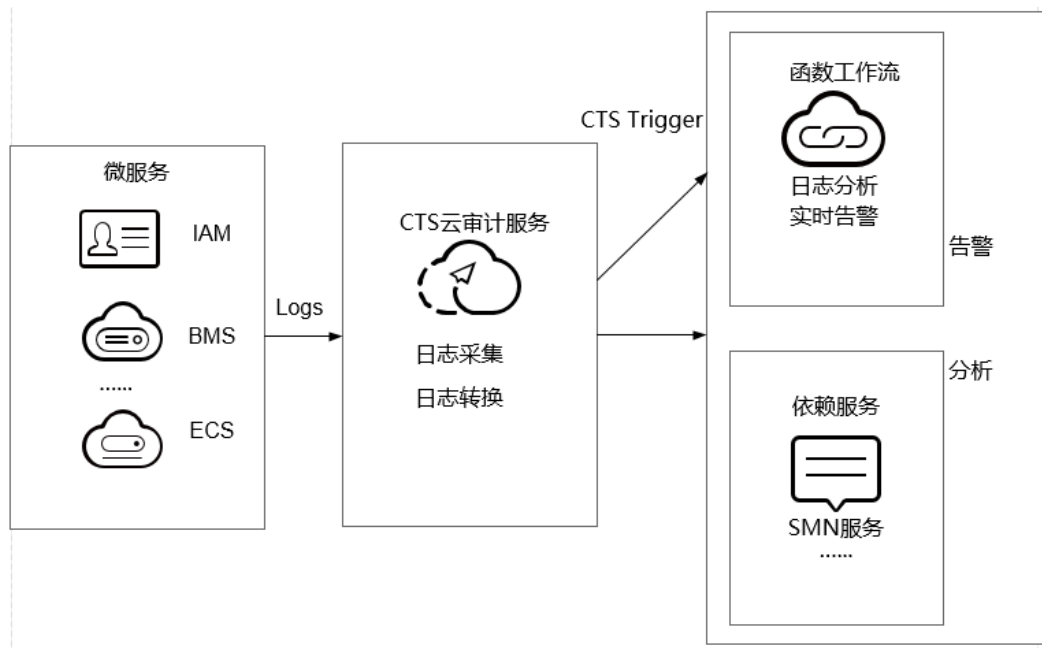 微服务
IAM
BMS
......
ECS
Logs
CTS云审计服务
日志采集
日志转换
CTS Trigger
函数工作流
日志分析
实时告警
告警
分析
依赖服务
SMN服务
......